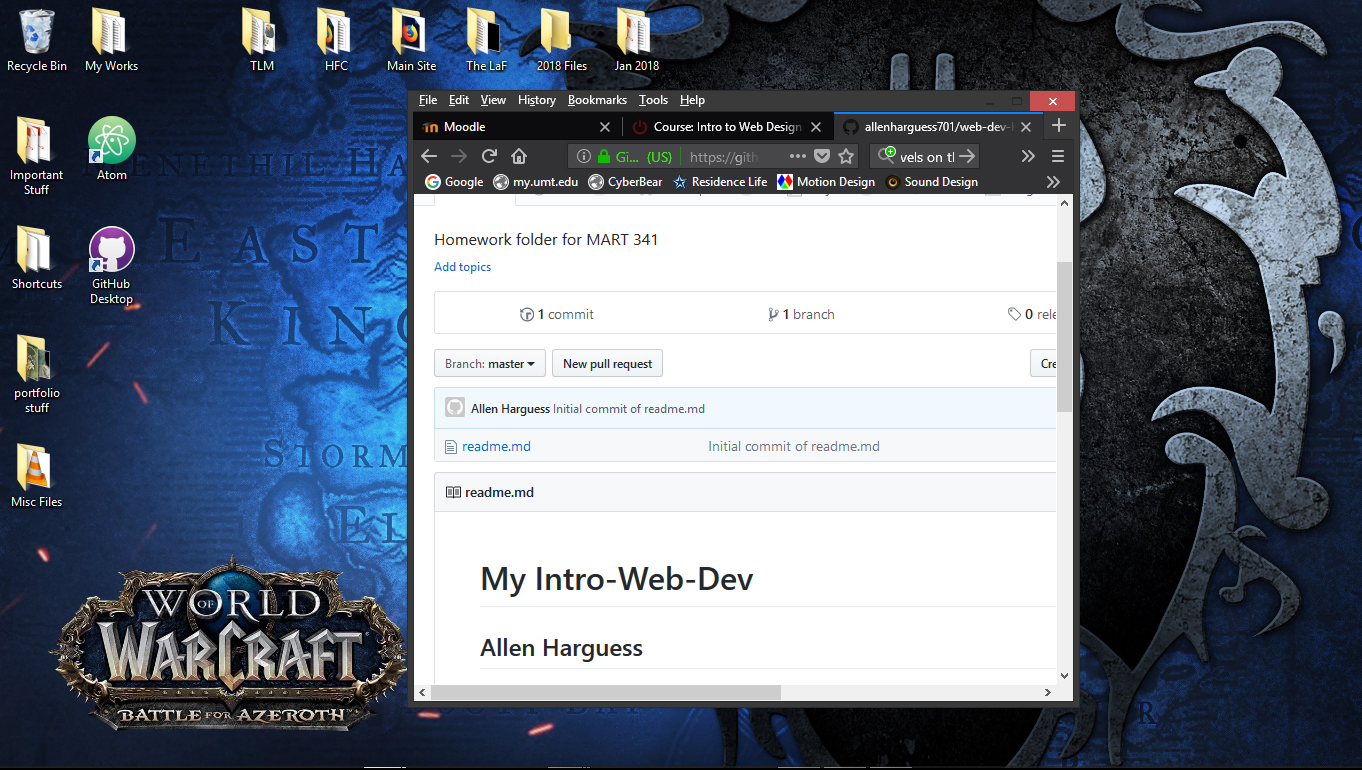 Recycle Bin
My Works
TLM
HFC
Main Site
The LaF
2018 Files
Jan 2018
Important
Stuff
Atom
Shortcuts
GitHub
Desktop
portfolio
stuff
Misc Files
File Edit View History Bookmarks Tools Help
Moodle
Course: Intro to Web Design
allenharguess701/web-dev-
Gi... (US)
https://gith
vels on tl
Google
my.umt.edu
CyberBear
Residence Life
Motion Design
Sound Design
Homework folder for MART 341
Add topics
1 commit
1 branch
0 rele
Branch: master
New pull request
Cre
Allen Harguess Initial commit of readme.md
readme.md
Initial commit of readme.md
readme.md
My Intro-Web-Dev
Allen Harguess
EAST
KING
STORM
EL
WORLD
OF
WARCRAFT
BATTLE FOR AZEROTH